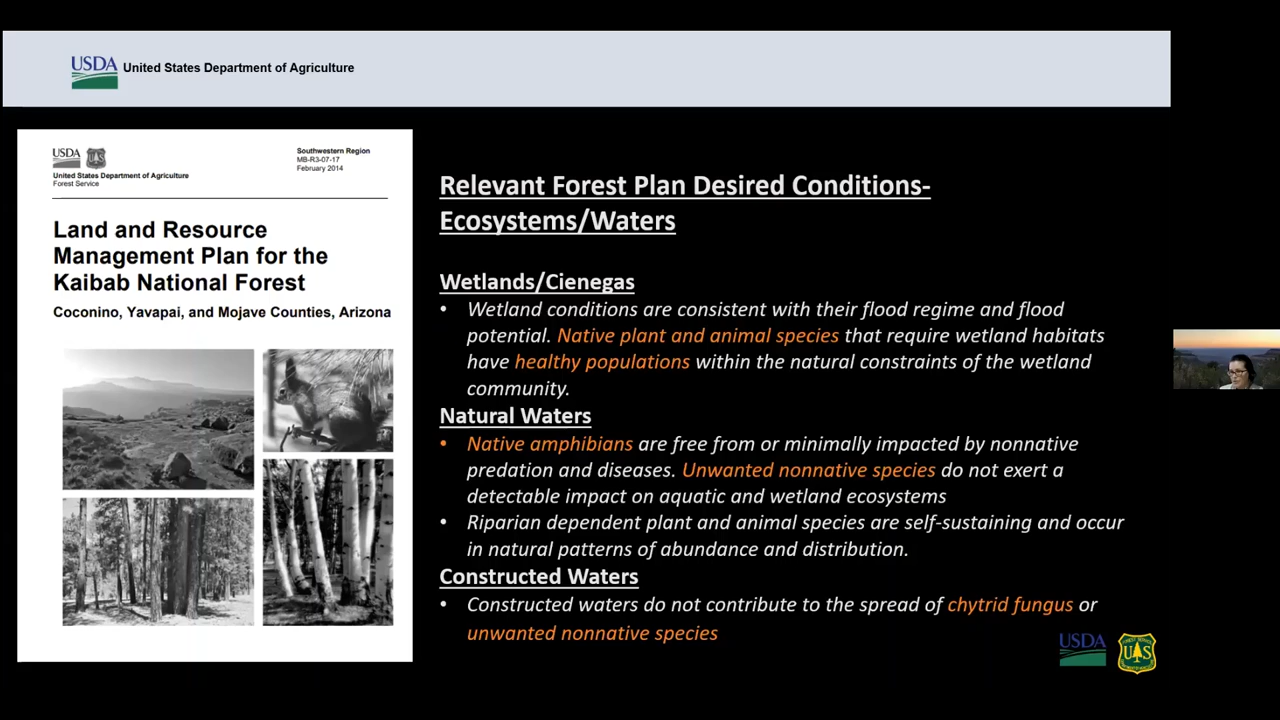 USDA United States Department of Agriculture
USDA
United States Department of Agriculture
Forest Service
Southwestern Region
MB-R3-07-17
February 2014
Land and Resource
Management Plan for the
Kaibab National Forest
Coconino, Yavapai, and Mojave Counties, Arizona
Relevant Forest Plan Desired Conditions-
Ecosystems/Waters
Wetlands/Cienegas
• Wetland conditions are consistent with their flood regime and flood
potential. Native plant and animal species that require wetland habitats
have healthy populations within the natural constraints of the wetland
community.
Natural Waters
• Native amphibians are free from or minimally impacted by nonnative
predation and diseases. Unwanted nonnative species do not exert a
detectable impact on aquatic and wetland ecosystems
• Riparian dependent plant and animal species are self-sustaining and occur
in natural patterns of abundance and distribution.
Constructed Waters
• Constructed waters do not contribute to the spread of chytrid fungus or
unwanted nonnative species
USDA
FOREST SERVICE
U S